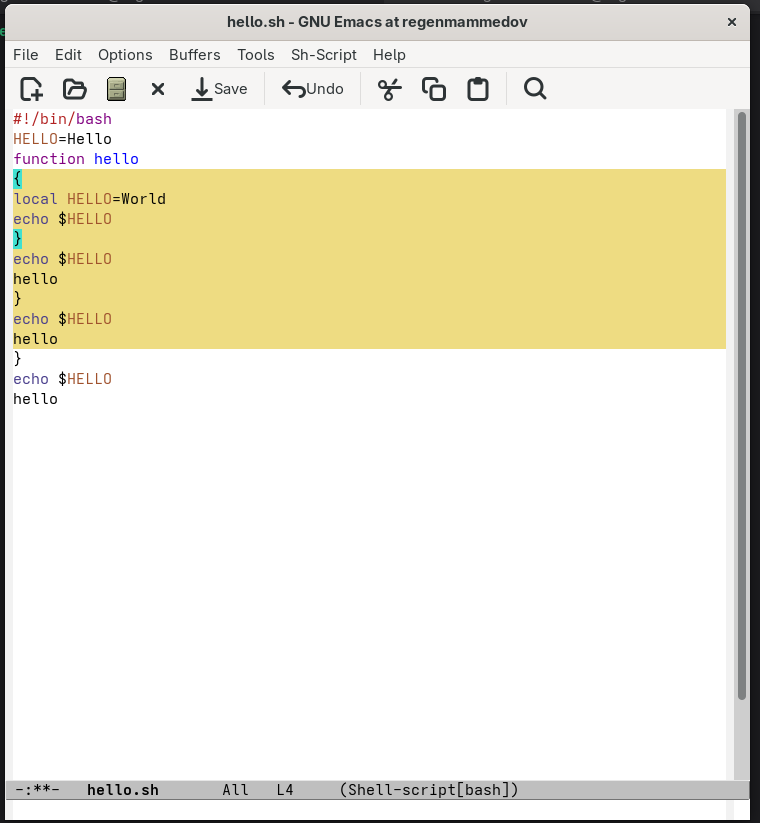 hello.sh - GNU Emacs at regenmammedov
File Edit Options Buffers Tools Sh-Script Help
Save Undo
#!/bin/bash
HELLO=Hello
function hello
{
local HELLO=World
echo $HELLO
}
echo $HELLO
hello
}
echo $HELLO
hello
}
echo $HELLO
hello
-:**- hello.sh All L4 (Shell-script[bash])